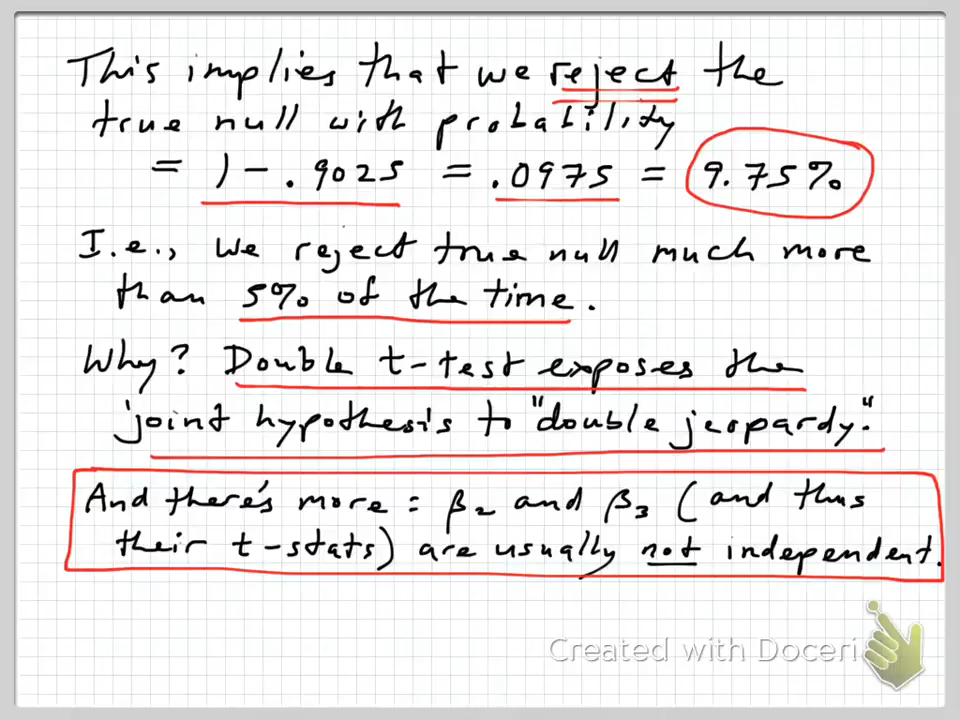 This implies that we reject the
true null with probability
= 1 - .9025 = .0975 = 9.75%
I.e., we reject true null much more
than 5% of the time.
Why? Double t-test exposes the
joint hypothesis to "double jeopardy."
And there's more: β2 and β3 (and thus
their t-stats) are usually not independent.
Created with Doceri